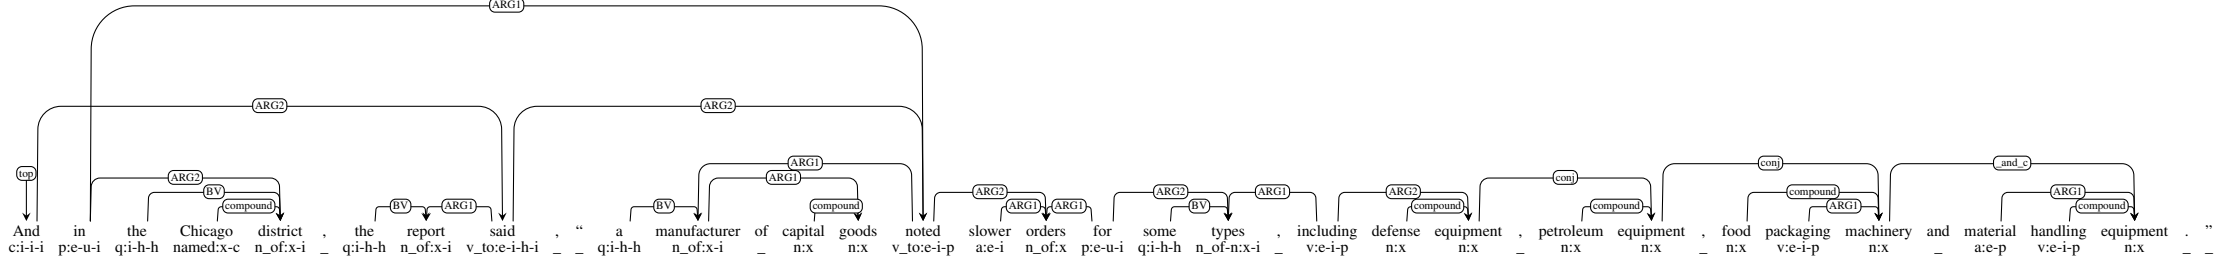 ARG1
ARG2 ARG2
top ARG1 conj _and_c
ARG2 ARG1 conj
BV ARG2 ARG2 ARG1 ARG2 compound ARG1
compound BV ARG1 BV compound ARG1 ARG1 BV compound compound ARG1 compound
And in the Chicago district , the report said , “ a manufacturer of capital goods noted slower orders for some types , including defense equipment , petroleum equipment , food packaging machinery and material handling equipment . ”
c:i-i-i p:e-u-i q:i-h-h named:x-c n_of:x-i _ q:i-h-h n_of:x-i v_to:e-i-h-i _ _ q:i-h-h n_of:x-i _ n:x n:x v_to:e-i-p a:e-i n_of:x p:e-u-i q:i-h-h n_of-n:x-i _ v:e-i-p n:x n:x _ n:x n:x _ n:x v:e-i-p n:x _ a:e-p v:e-i-p n:x _ _